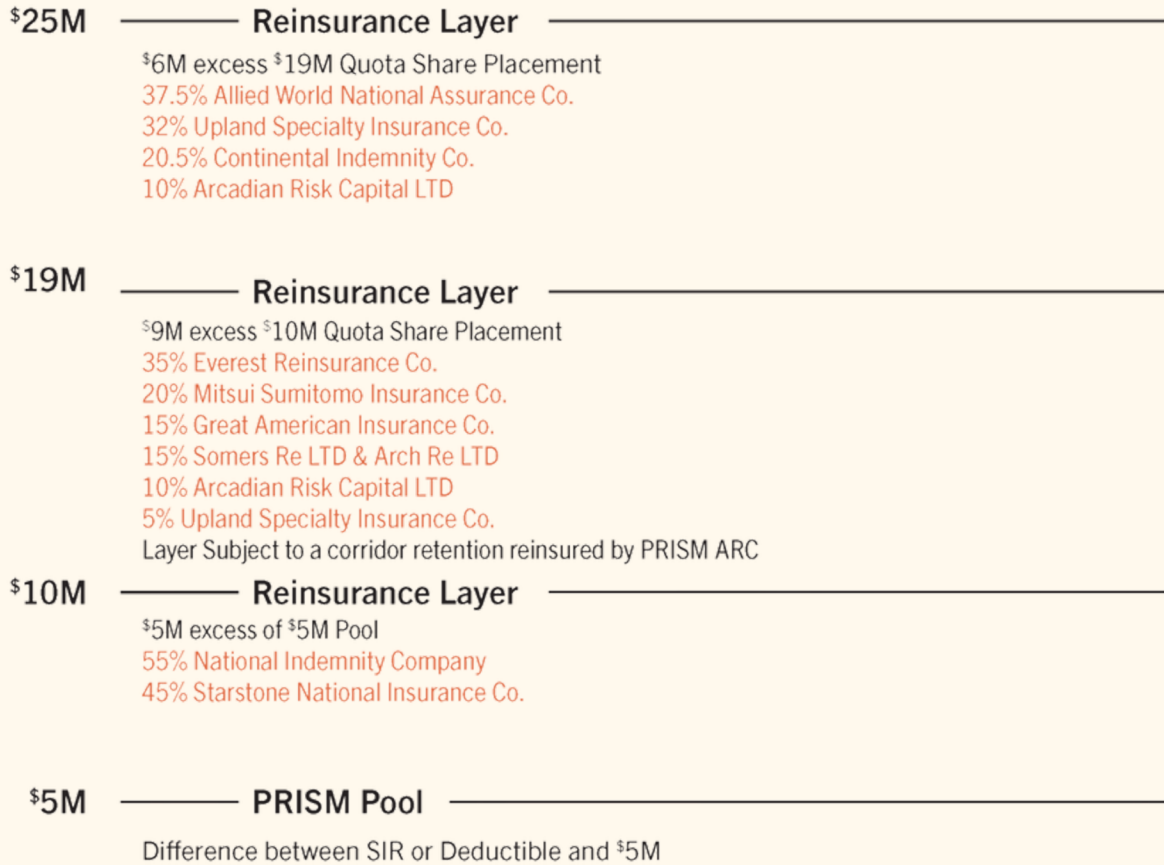 $25M Reinsurance Layer
$6M excess $19M Quota Share Placement
37.5% Allied World National Assurance Co.
32% Upland Specialty Insurance Co.
20.5% Continental Indemnity Co.
10% Arcadian Risk Capital LTD
$19M Reinsurance Layer
$9M excess $10M Quota Share Placement
35% Everest Reinsurance Co.
20% Mitsui Sumitomo Insurance Co.
15% Great American Insurance Co.
15% Somers Re LTD & Arch Re LTD
10% Arcadian Risk Capital LTD
5% Upland Specialty Insurance Co.
Layer Subject to a corridor retention reinsured by PRISM ARC
$10M Reinsurance Layer
$5M excess of $5M Pool
55% National Indemnity Company
45% Starstone National Insurance Co.
$5M PRISM Pool
Difference between SIR or Deductible and $5M